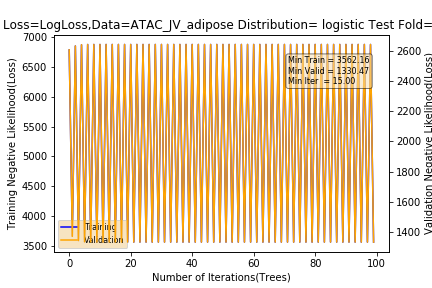 Loss=LogLoss,Data=ATAC_JV_adipose Distribution= logistic Test Fold=
Min Train = 3562.16
Min Valid = 1330.47
Min Iter = 15.00
7000
6500
6000
5500
5000
4500
4000
3500
Training Negative Likelihood(Loss)
2600
2400
2200
2000
1800
1600
1400
Validation Negative Likelihood(Loss)
Training
Validation
0
20
40
60
80
100
Number of Iterations(Trees)